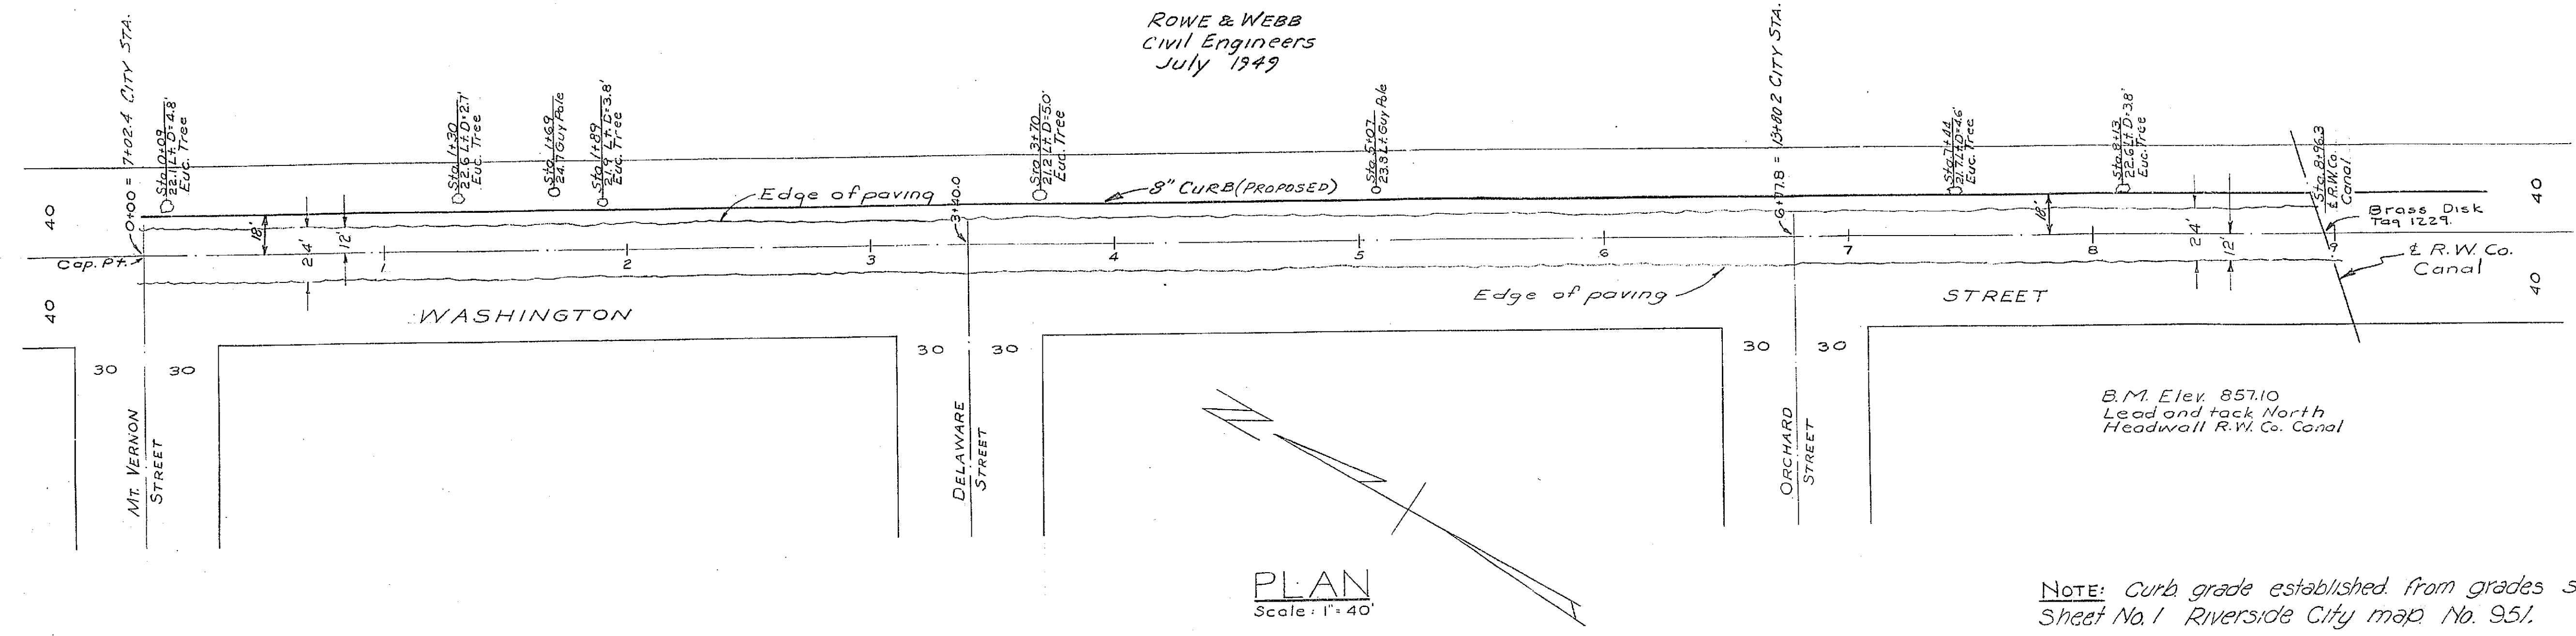 ROWE & WEBB
Civil Engineers
July 1949
0+00 = 7+02.4 CITY STA.
Sta. 0+09
22.1 Lt. D=4.8'
Euc. Tree
Sta 1+30
22.6 Lt. D=2.7'
Euc. Tree
Sta 1+69
24.7 Guy Pole
Sta 1+89
21.9 Lt. D=3.8'
Euc. Tree
Sta 3+70
21.2 Lt. D=5.0'
Euc. Tree
Sta 5+07
23.8 Lt. Guy Pole
6+77.8 = 13+80.2 CITY STA.
Sta. 7+44
21.7 Lt. D=4.6'
Euc. Tree
Sta 8+13
22.6 Lt. D=3.8'
Euc. Tree
Sta 8+96.3
℄ R.W. Co.
Canal
Edge of paving
3+40.0
8" CURB (PROPOSED)
40
40
18'
24'
12'
18'
24'
12'
Brass Disk
Tag 1229.
Cap. Pt.
1
2
3
4
5
6
7
8
9
℄ R.W. Co.
Canal
40
40
WASHINGTON
Edge of paving
STREET
30
30
30
30
30
30
MT. VERNON
STREET
DELAWARE
STREET
ORCHARD
STREET
B.M. Elev. 857.10
Lead and tack North
Headwall R.W. Co. Canal
N
PLAN
Scale: 1"=40'
NOTE: Curb grade established from grades s
Sheet No. 1 Riverside City map No. 951.